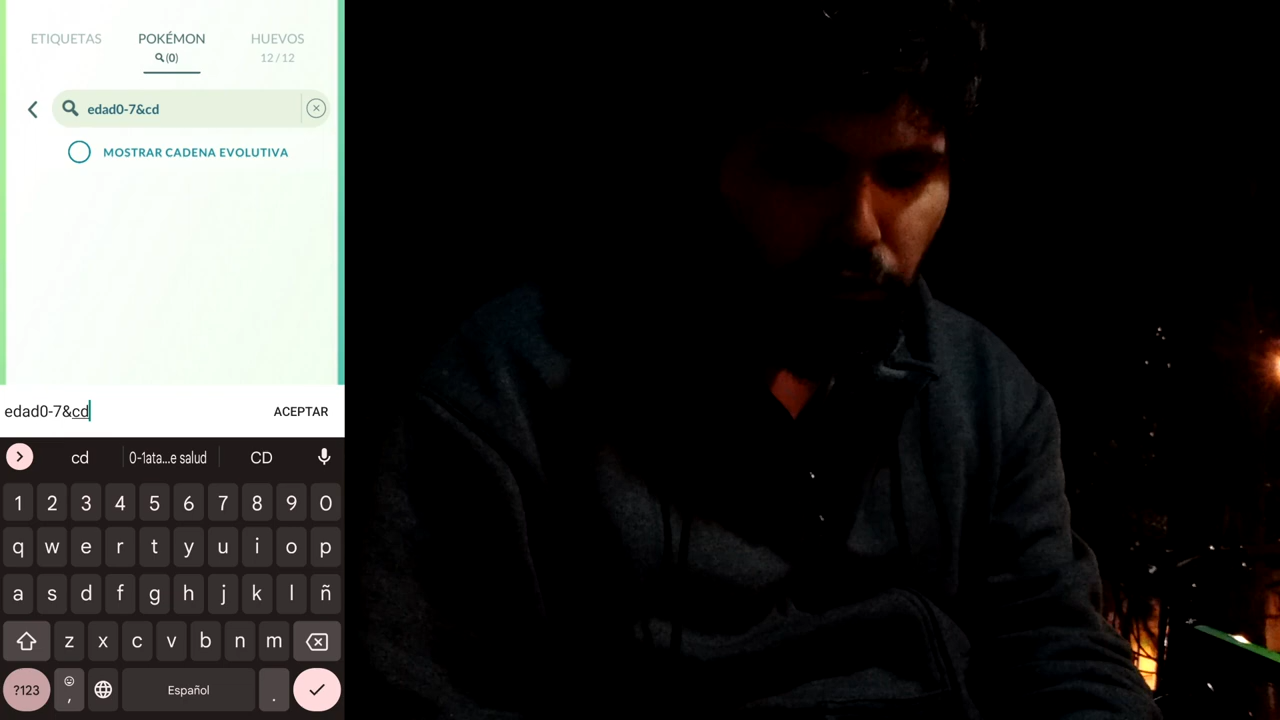 ETIQUETAS
POKÉMON
(0)
HUEVOS
12 / 12
edad0-7&cd
MOSTRAR CADENA EVOLUTIVA
edad0-7&cd
ACEPTAR
cd
0-1ata...e salud
CD
1 2 3 4 5 6 7 8 9 0
q w e r t y u i o p
a s d f g h j k l ñ
z x c v b n m
?123 , Español .